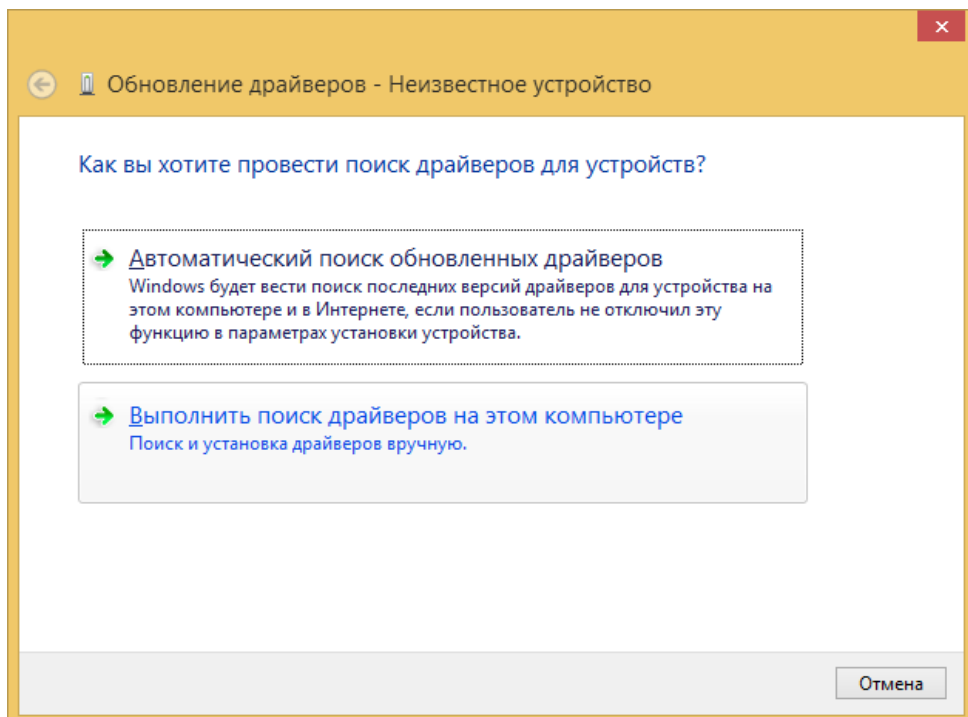 Обновление драйверов - Неизвестное устройство
Как вы хотите провести поиск драйверов для устройств?
Автоматический поиск обновленных драйверов
Windows будет вести поиск последних версий драйверов для устройства на
этом компьютере и в Интернете, если пользователь не отключил эту
функцию в параметрах установки устройства.
Выполнить поиск драйверов на этом компьютере
Поиск и установка драйверов вручную.
Отмена